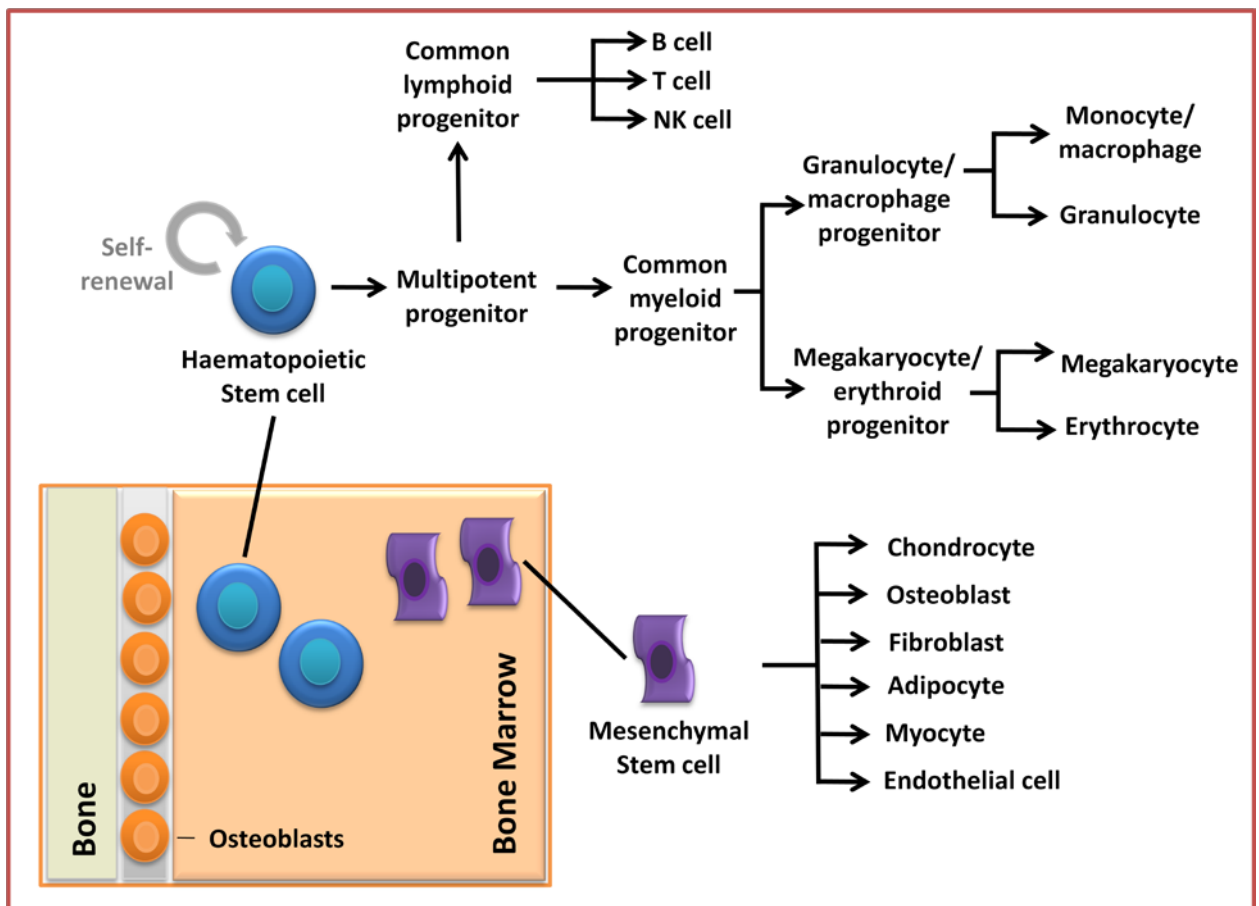 Common
lymphoid
progenitor
B cell
T cell
NK cell
Self-
renewal
Haematopoietic
Stem cell
Multipotent
progenitor
Common
myeloid
progenitor
Granulocyte/
macrophage
progenitor
Monocyte/
macrophage
Granulocyte
Megakaryocyte/
erythroid
progenitor
Megakaryocyte
Erythrocyte
Bone
Osteoblasts
Bone Marrow
Mesenchymal
Stem cell
Chondrocyte
Osteoblast
Fibroblast
Adipocyte
Myocyte
Endothelial cell